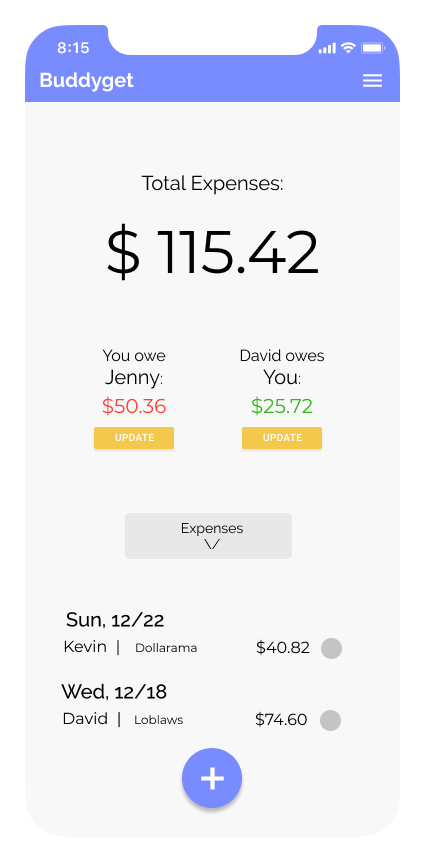 8:15
Buddyget
Total Expenses:
$ 115.42
You owe
Jenny:
$50.36
UPDATE
David owes
You:
$25.72
UPDATE
Expenses
\/
Sun, 12/22
Kevin | Dollarama $40.82
Wed, 12/18
David | Loblaws $74.60
+